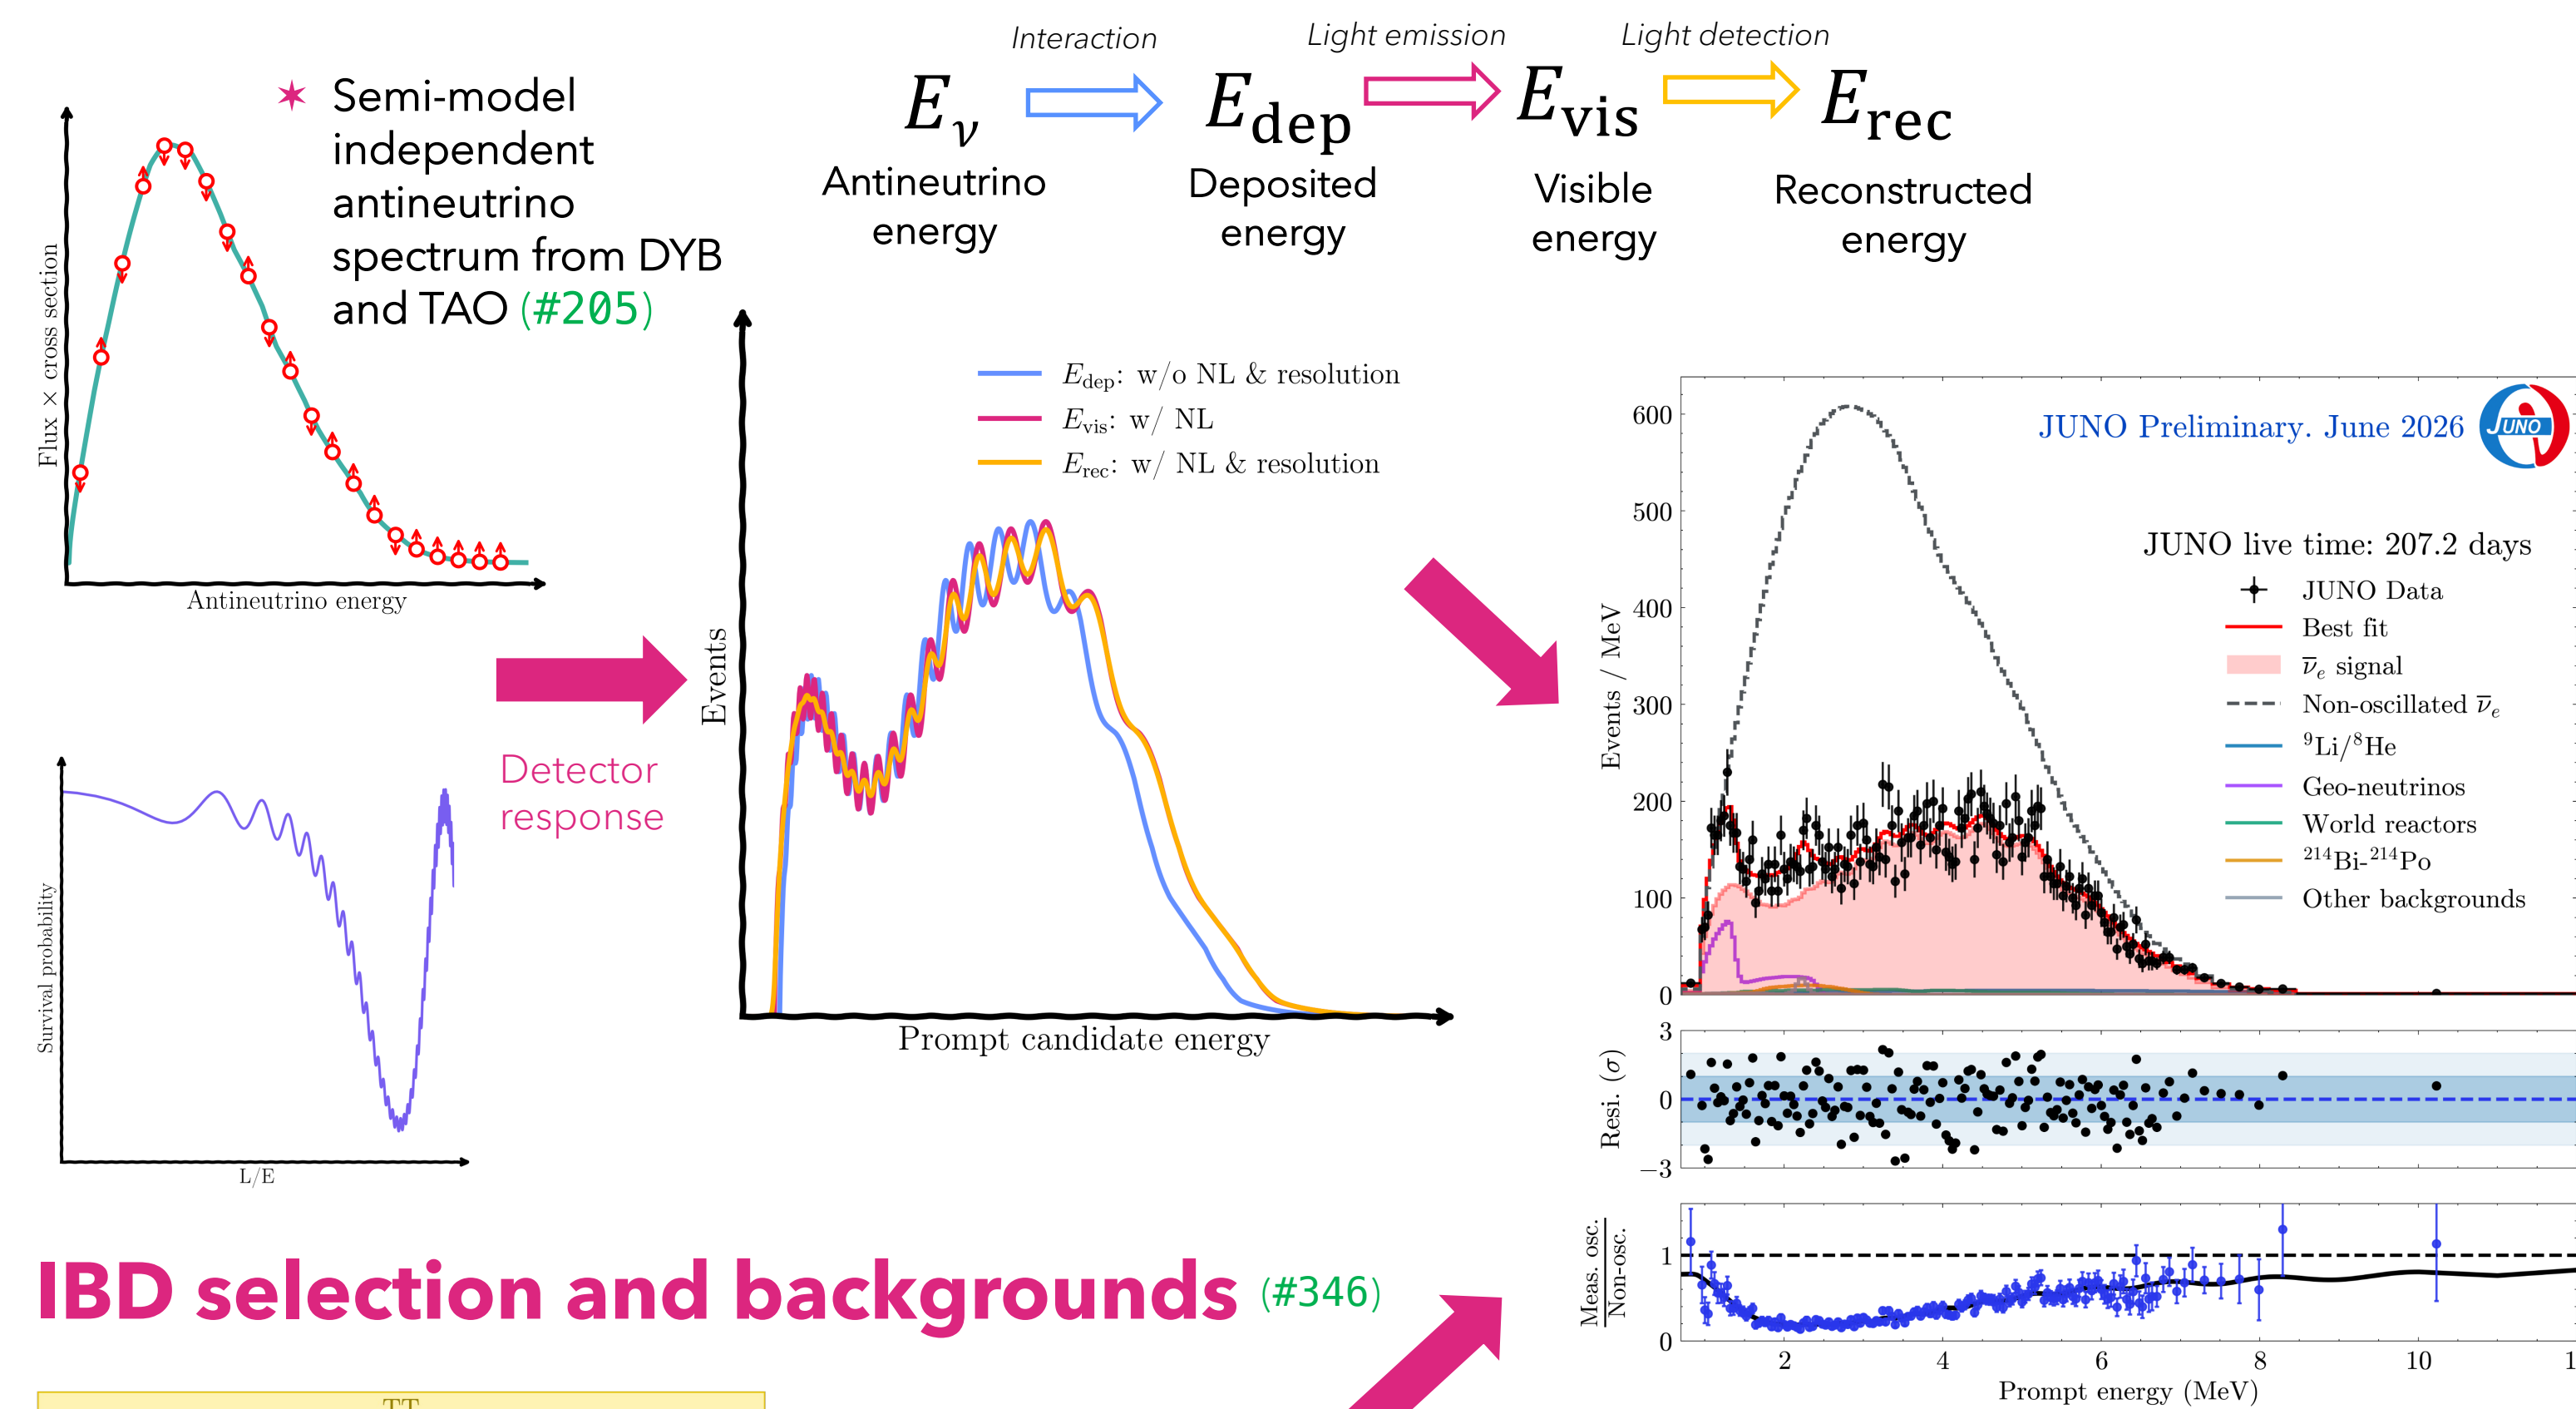 Interaction
Light emission
Light detection
E_ν
E_dep
E_vis
E_rec
Antineutrino
energy
Deposited
energy
Visible
energy
Reconstructed
energy
✶ Semi-model
independent
antineutrino
spectrum from DYB
and TAO (#205)
Flux × cross section
Antineutrino energy
Survival probability
L/E
Detector
response
E_dep: w/o NL & resolution
E_vis: w/ NL
E_rec: w/ NL & resolution
Events
Prompt candidate energy
JUNO Preliminary. June 2026
JUNO
JUNO live time: 207.2 days
JUNO Data
Best fit
ν̅_e signal
Non-oscillated ν̅_e
⁹Li/⁸He
Geo-neutrinos
World reactors
²¹⁴Bi-²¹⁴Po
Other backgrounds
Events / MeV
600
500
400
300
200
100
0
Resi. (σ)
3
0
−3
Meas. osc.
Non-osc.
1
0
2 4 6 8 10
Prompt energy (MeV)
IBD selection and backgrounds (#346)